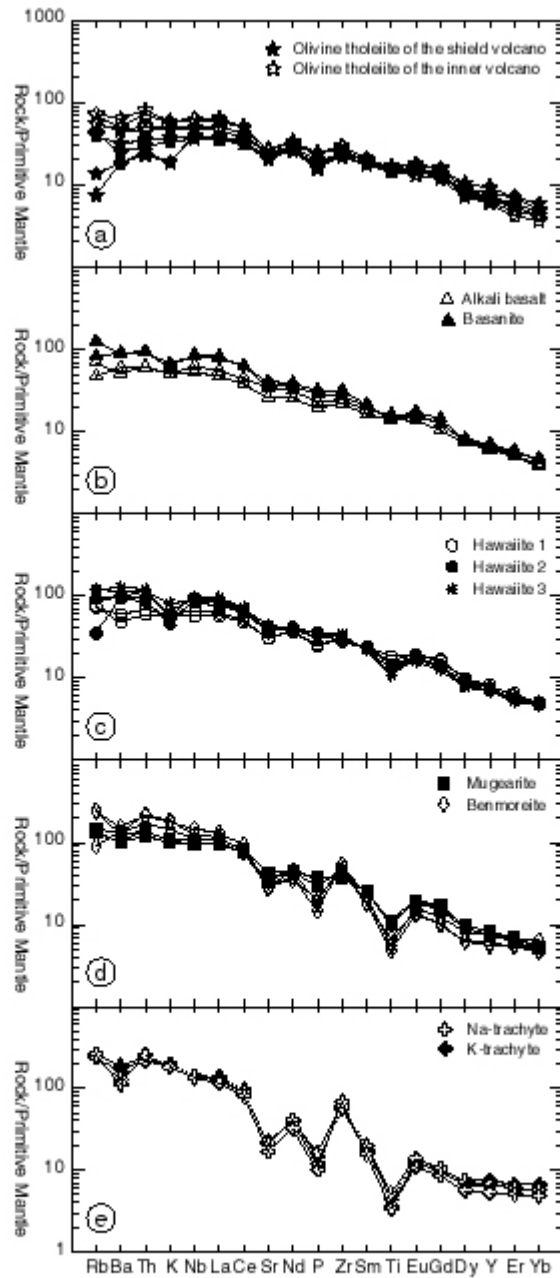 1000
★ Olivine tholeiite of the shield volcano
☆ Olivine tholeiite of the inner volcano
100
Rock/Primitive Mantle
10
a
△ Alkali basalt
▲ Basanite
100
Rock/Primitive Mantle
10
b
○ Hawaiite 1
● Hawaiite 2
✷ Hawaiite 3
100
Rock/Primitive Mantle
10
c
■ Mugearite
◊ Benmoreite
100
Rock/Primitive Mantle
10
d
Na-trachyte
K-trachyte
100
Rock/Primitive Mantle
10
e
1
Rb Ba Th K Nb La Ce Sr Nd P Zr Sm Ti Eu Gd Dy Y Er Yb